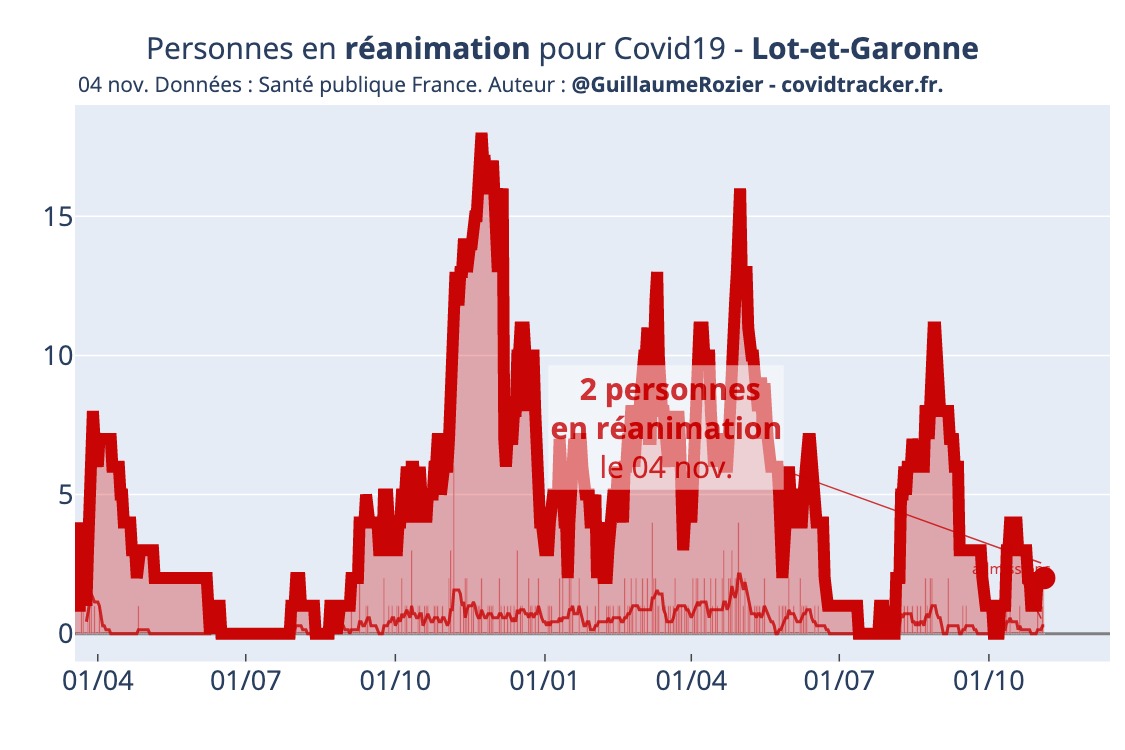 Personnes en réanimation pour Covid19 - Lot-et-Garonne
04 nov. Données : Santé publique France. Auteur : @GuillaumeRozier - covidtracker.fr.
15
10
5
0
2 personnes
en réanimation
le 04 nov.
01/04 01/07 01/10 01/01 01/04 01/07 01/10